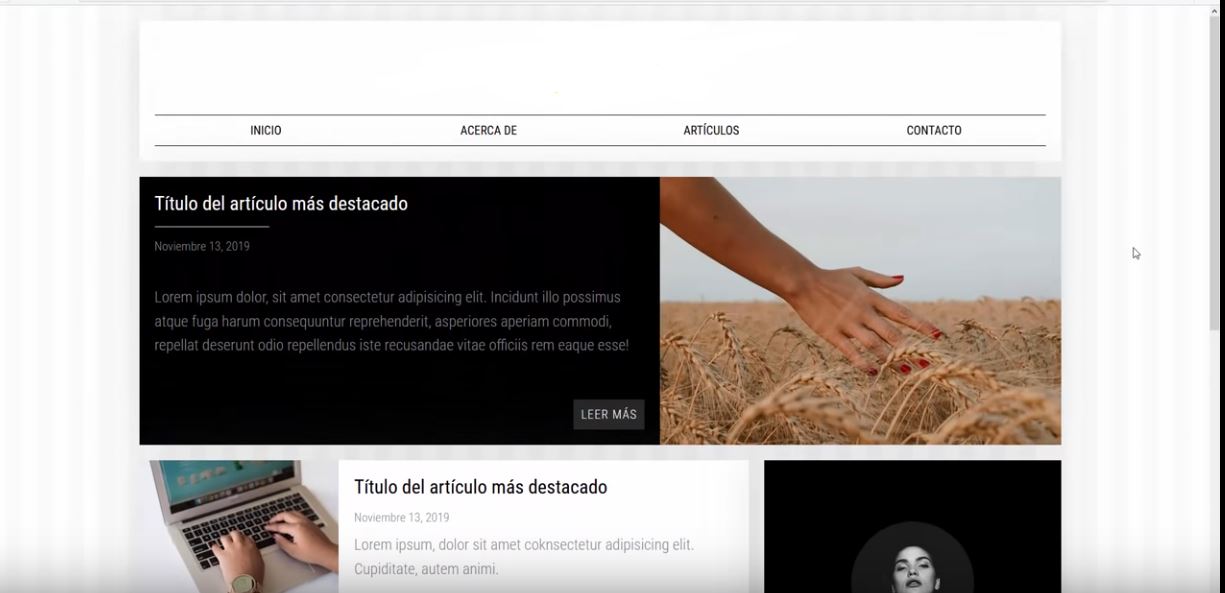 INICIO ACERCA DE ARTÍCULOS CONTACTO
Título del artículo más destacado
Noviembre 13, 2019
Lorem ipsum dolor, sit amet consectetur adipisicing elit. Incidunt illo possimus
atque fuga harum consequuntur reprehenderit, asperiores aperiam commodi,
repellat deserunt odio repellendus iste recusandae vitae officiis rem eaque esse!
LEER MÁS
Título del artículo más destacado
Noviembre 13, 2019
Lorem ipsum, dolor sit amet coknsectetur adipisicing elit.
Cupiditate, autem animi.